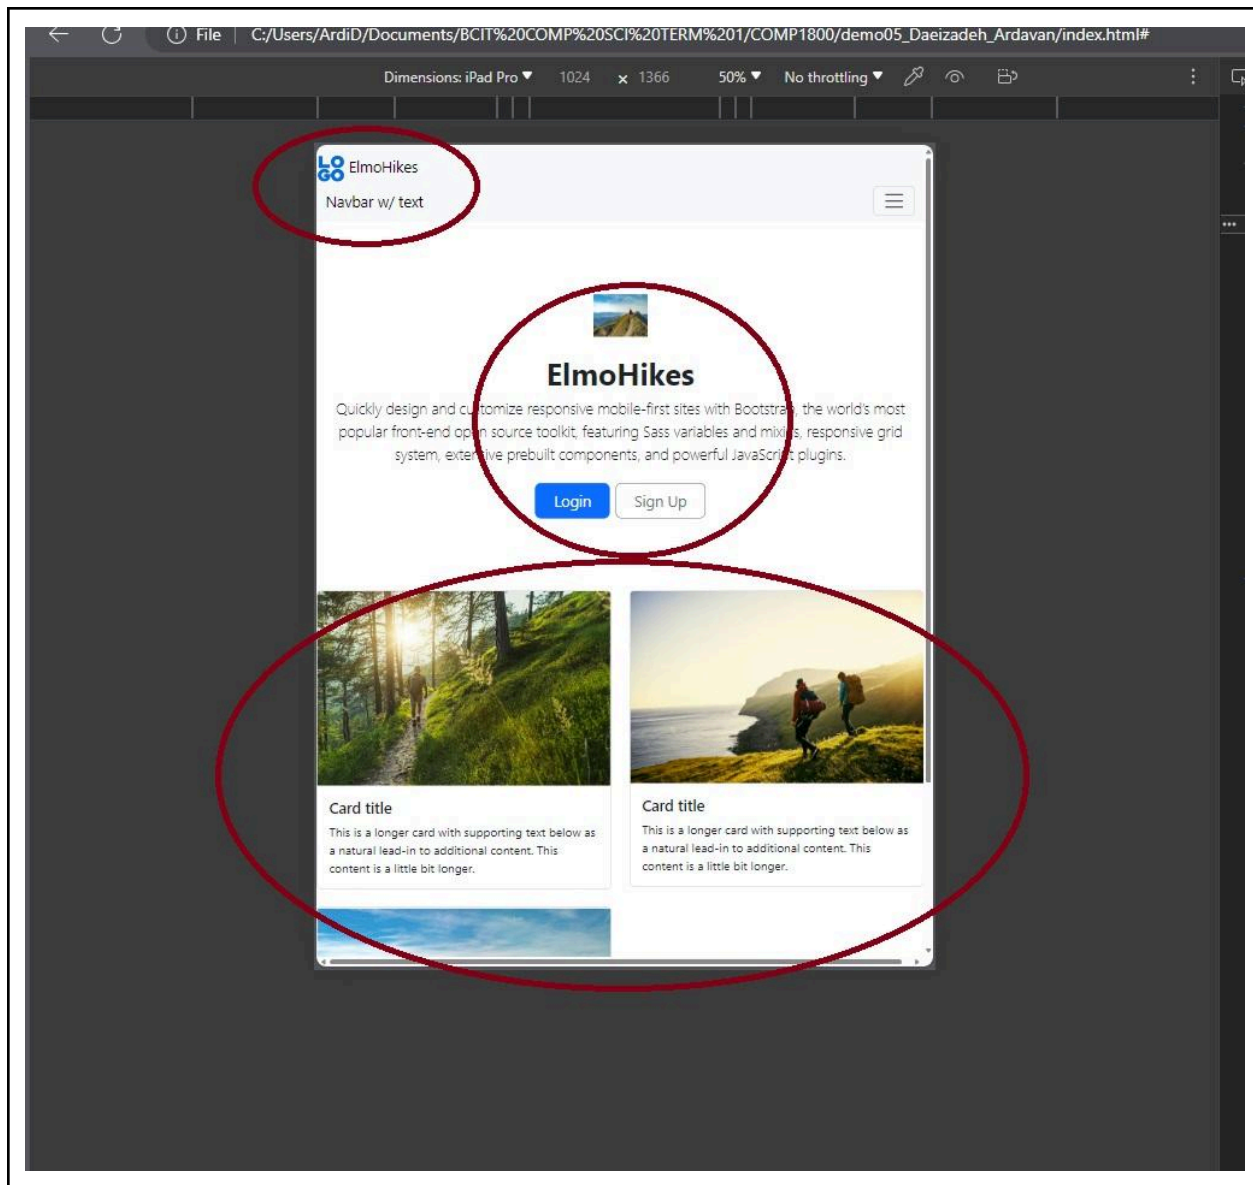 File | C:/Users/ArdiD/Documents/BCIT%20COMP%20SCI%20TERM%201/COMP1800/demo05_Daeizadeh_Ardavan/index.html#
Dimensions: iPad Pro 1024 x 1366 50% No throttling
LO
GO ElmoHikes
Navbar w/ text
ElmoHikes
Quickly design and customize responsive mobile-first sites with Bootstrap, the world's most
popular front-end open source toolkit, featuring Sass variables and mixins, responsive grid
system, extensive prebuilt components, and powerful JavaScript plugins.
Login Sign Up
Card title
This is a longer card with supporting text below as
a natural lead-in to additional content. This
content is a little bit longer.
Card title
This is a longer card with supporting text below as
a natural lead-in to additional content. This
content is a little bit longer.